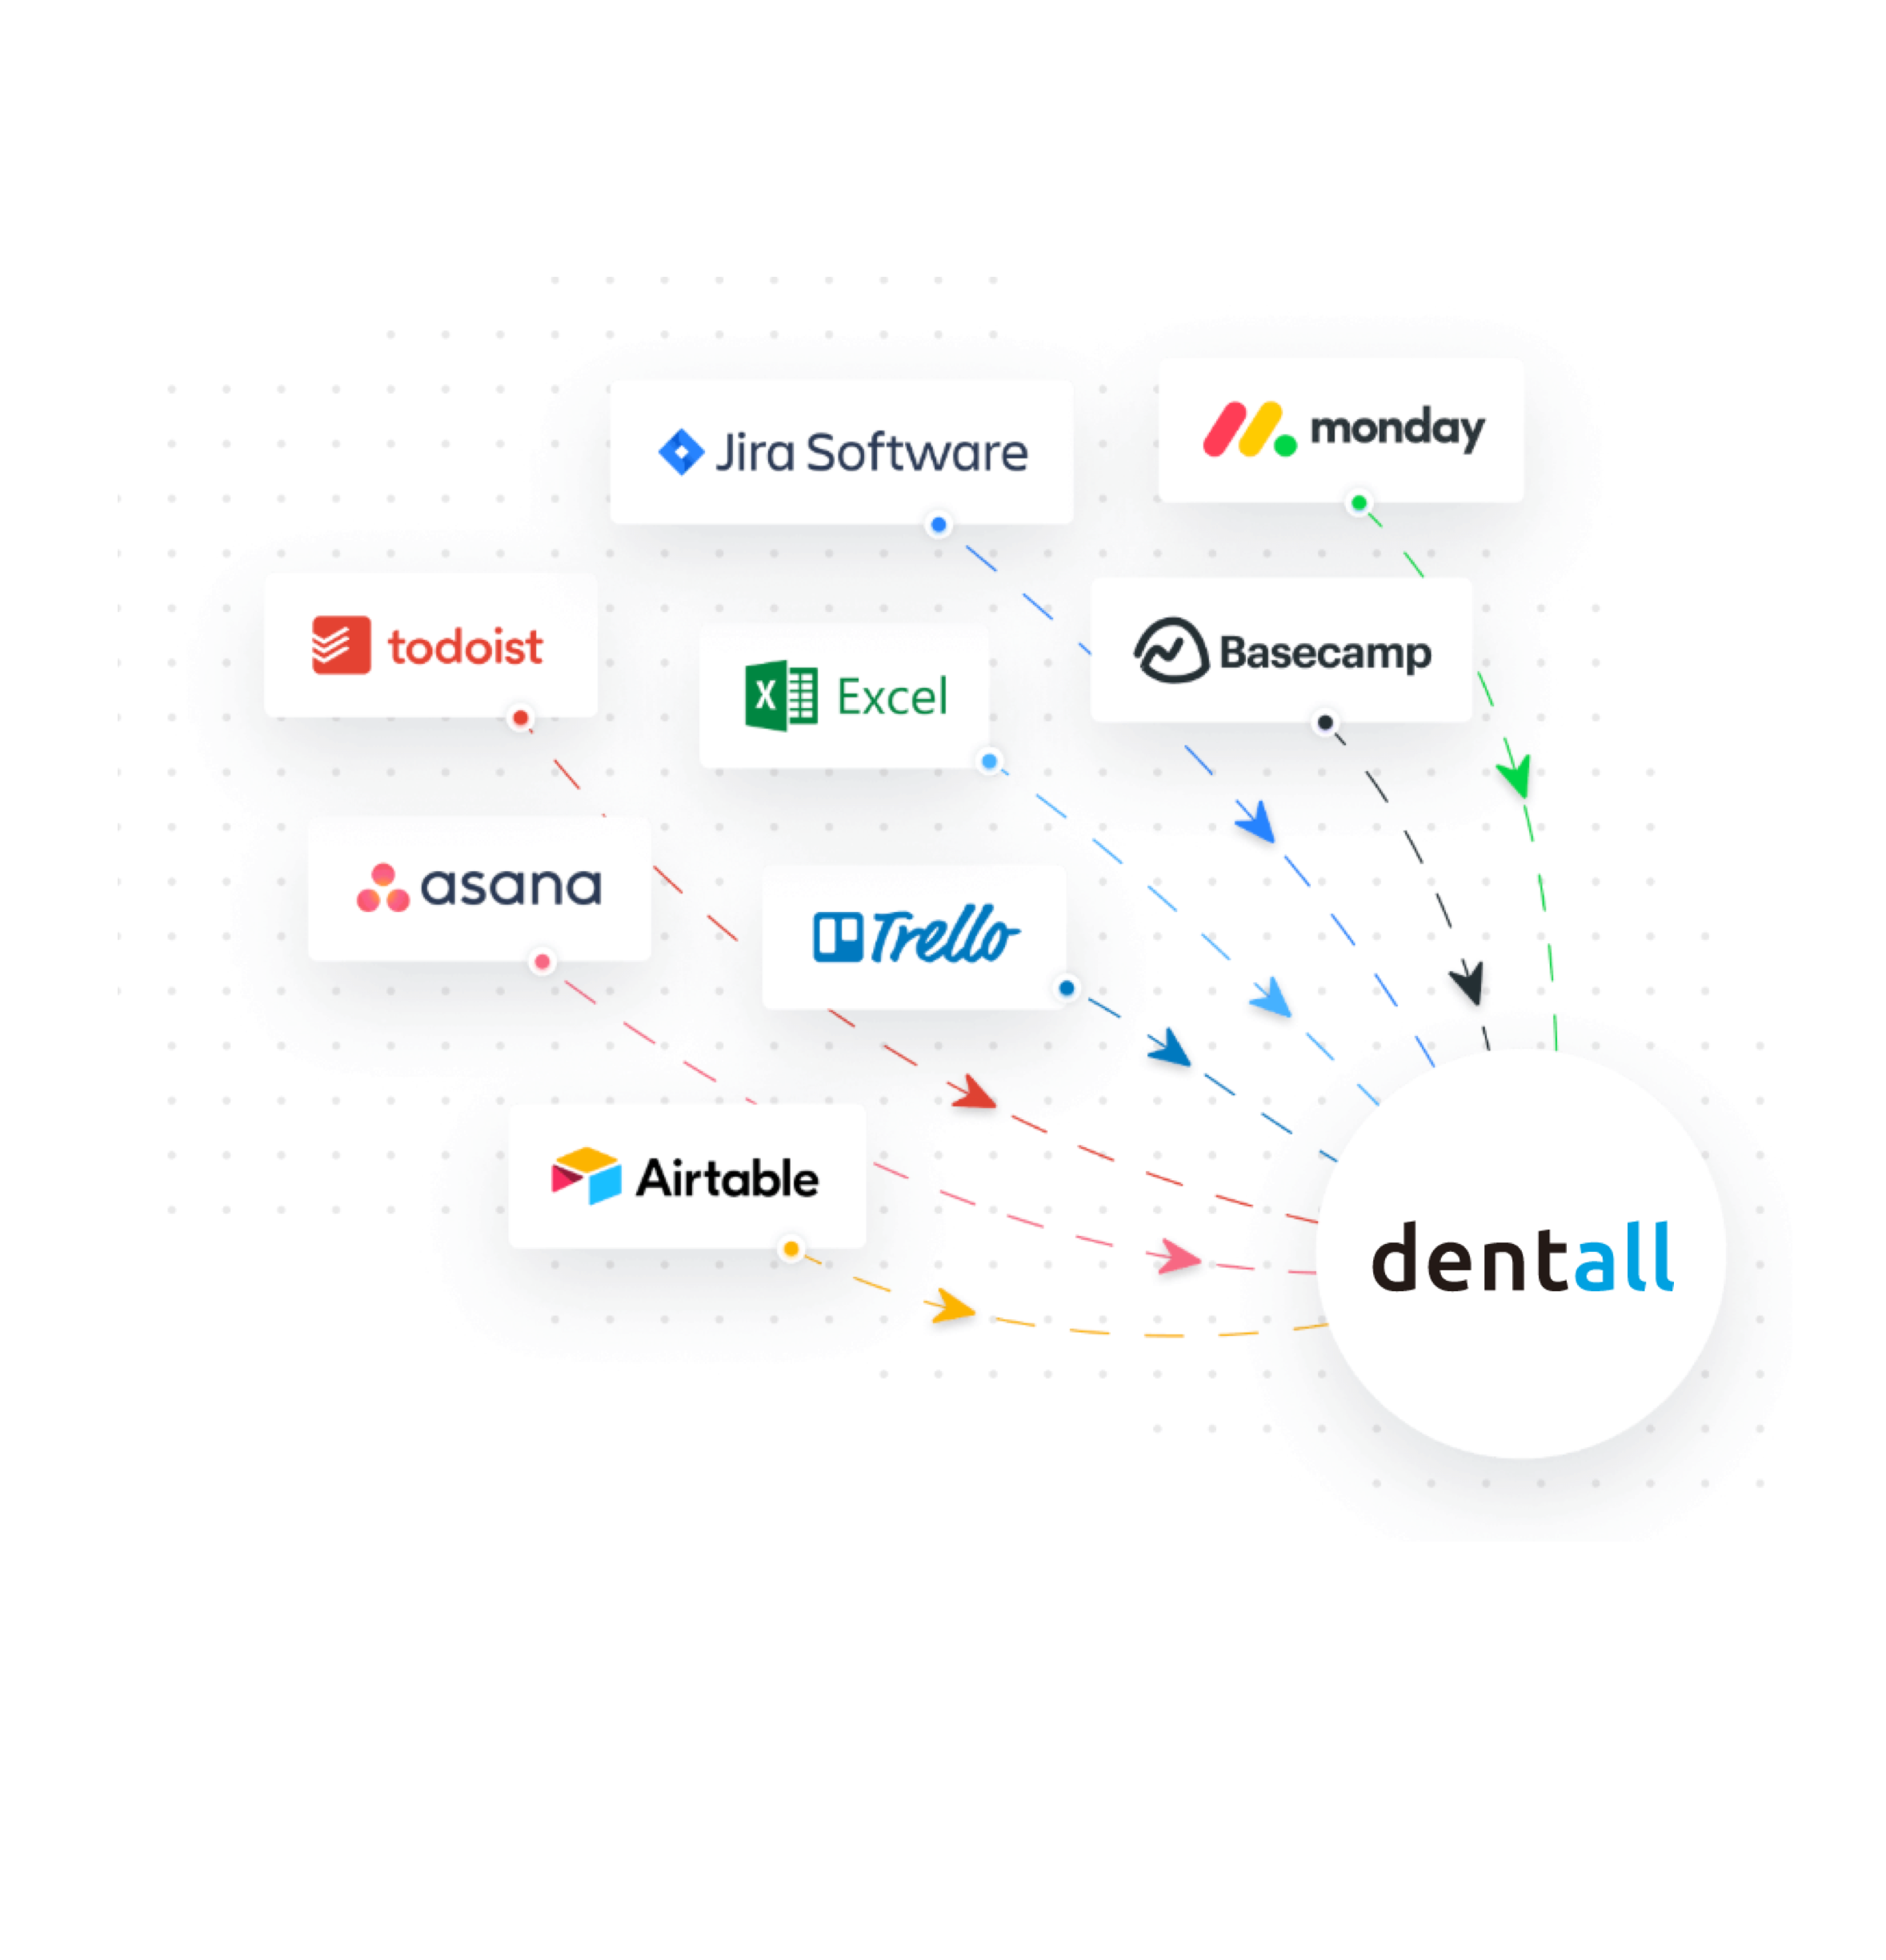 monday
Jira Software
todoist
Basecamp
Excel
asana
Trello
Airtable
dentall